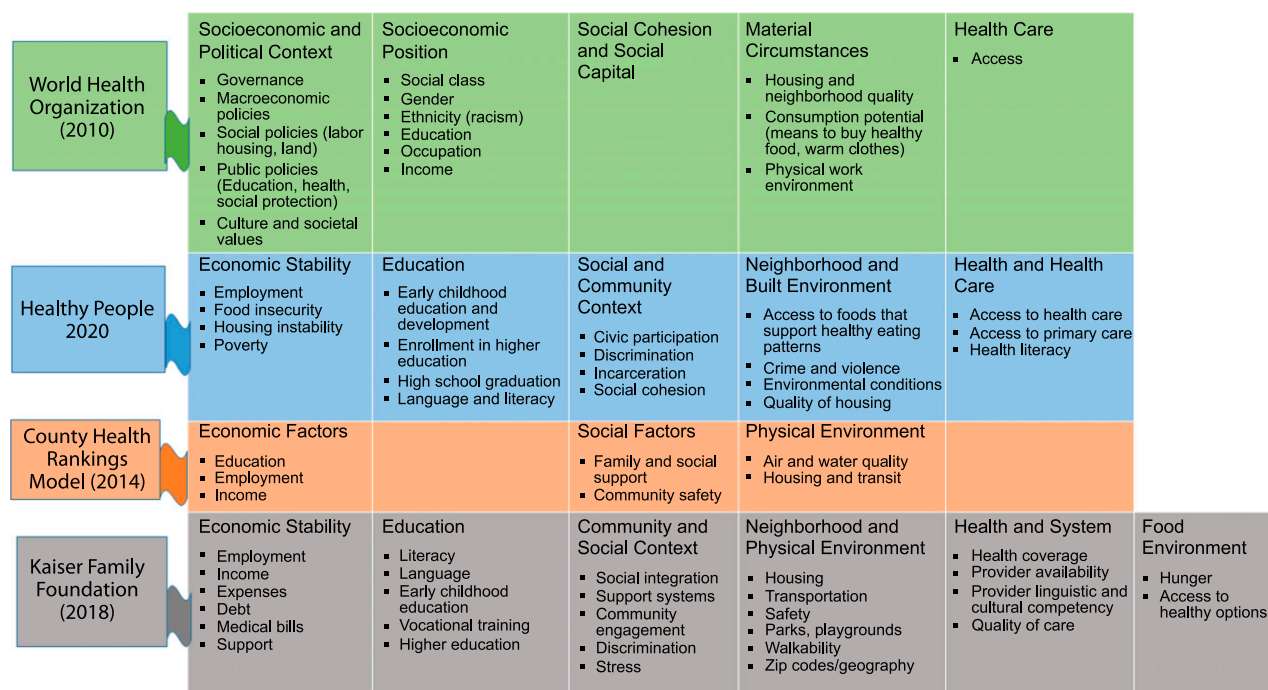 World Health
Organization
(2010)
Socioeconomic and
Political Context
▪ Governance
▪ Macroeconomic
policies
▪ Social policies (labor
housing, land)
▪ Public policies
(Education, health,
social protection)
▪ Culture and societal
values
Socioeconomic
Position
▪ Social class
▪ Gender
▪ Ethnicity (racism)
▪ Education
▪ Occupation
▪ Income
Social Cohesion
and Social
Capital
Material
Circumstances
▪ Housing and
neighborhood quality
▪ Consumption potential
(means to buy healthy
food, warm clothes)
▪ Physical work
environment
Health Care
▪ Access
Healthy People
2020
Economic Stability
▪ Employment
▪ Food insecurity
▪ Housing instability
▪ Poverty
Education
▪ Early childhood
education and
development
▪ Enrollment in higher
education
▪ High school graduation
▪ Language and literacy
Social and
Community
Context
▪ Civic participation
▪ Discrimination
▪ Incarceration
▪ Social cohesion
Neighborhood and
Built Environment
▪ Access to foods that
support healthy eating
patterns
▪ Crime and violence
▪ Environmental conditions
▪ Quality of housing
Health and Health
Care
▪ Access to health care
▪ Access to primary care
▪ Health literacy
County Health
Rankings
Model (2014)
Economic Factors
▪ Education
▪ Employment
▪ Income
Social Factors
▪ Family and social
support
▪ Community safety
Physical Environment
▪ Air and water quality
▪ Housing and transit
Kaiser Family
Foundation
(2018)
Economic Stability
▪ Employment
▪ Income
▪ Expenses
▪ Debt
▪ Medical bills
▪ Support
Education
▪ Literacy
▪ Language
▪ Early childhood
education
▪ Vocational training
▪ Higher education
Community and
Social Context
▪ Social integration
▪ Support systems
▪ Community
engagement
▪ Discrimination
▪ Stress
Neighborhood and
Physical Environment
▪ Housing
▪ Transportation
▪ Safety
▪ Parks, playgrounds
▪ Walkability
▪ Zip codes/geography
Health and System
▪ Health coverage
▪ Provider availability
▪ Provider linguistic and
cultural competency
▪ Quality of care
Food
Environment
▪ Hunger
▪ Access to
healthy options